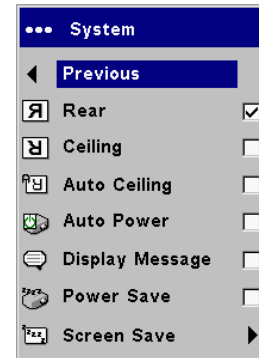 System
Previous
Rear
Ceiling
Auto Ceiling
Auto Power
Display Message
Power Save
Screen Save